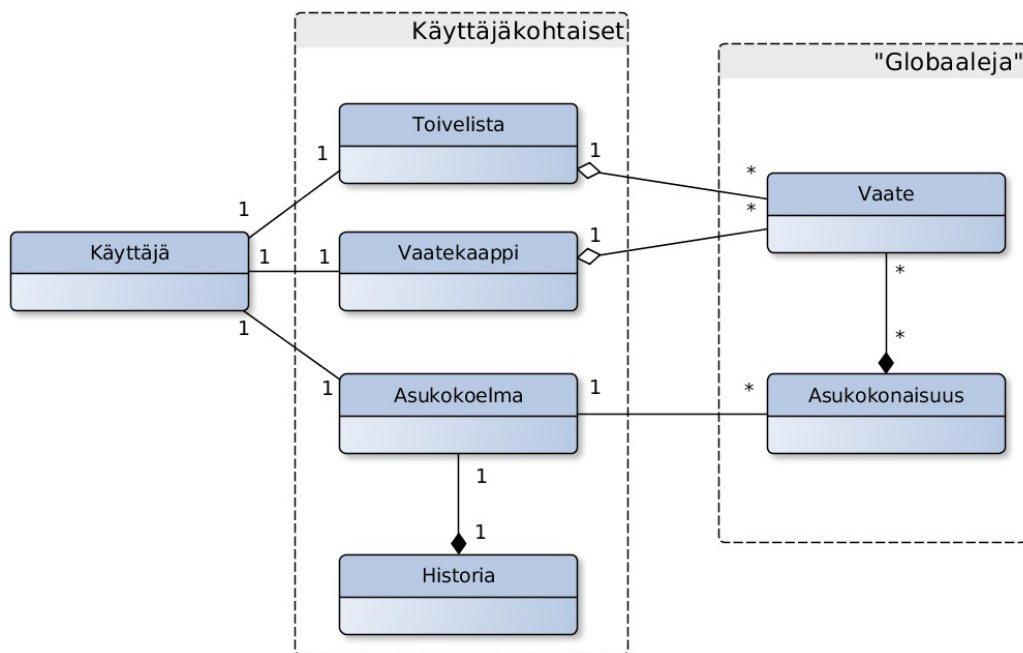 Käyttäjäkohtaiset
"Globaaleja"
Toivelista
1
1
*
Vaate
1
*
Käyttäjä
1
1
Vaatekaappi
1
*
1
1
*
Asukokoelma
1
*
Asukokonaisuus
1
1
Historia